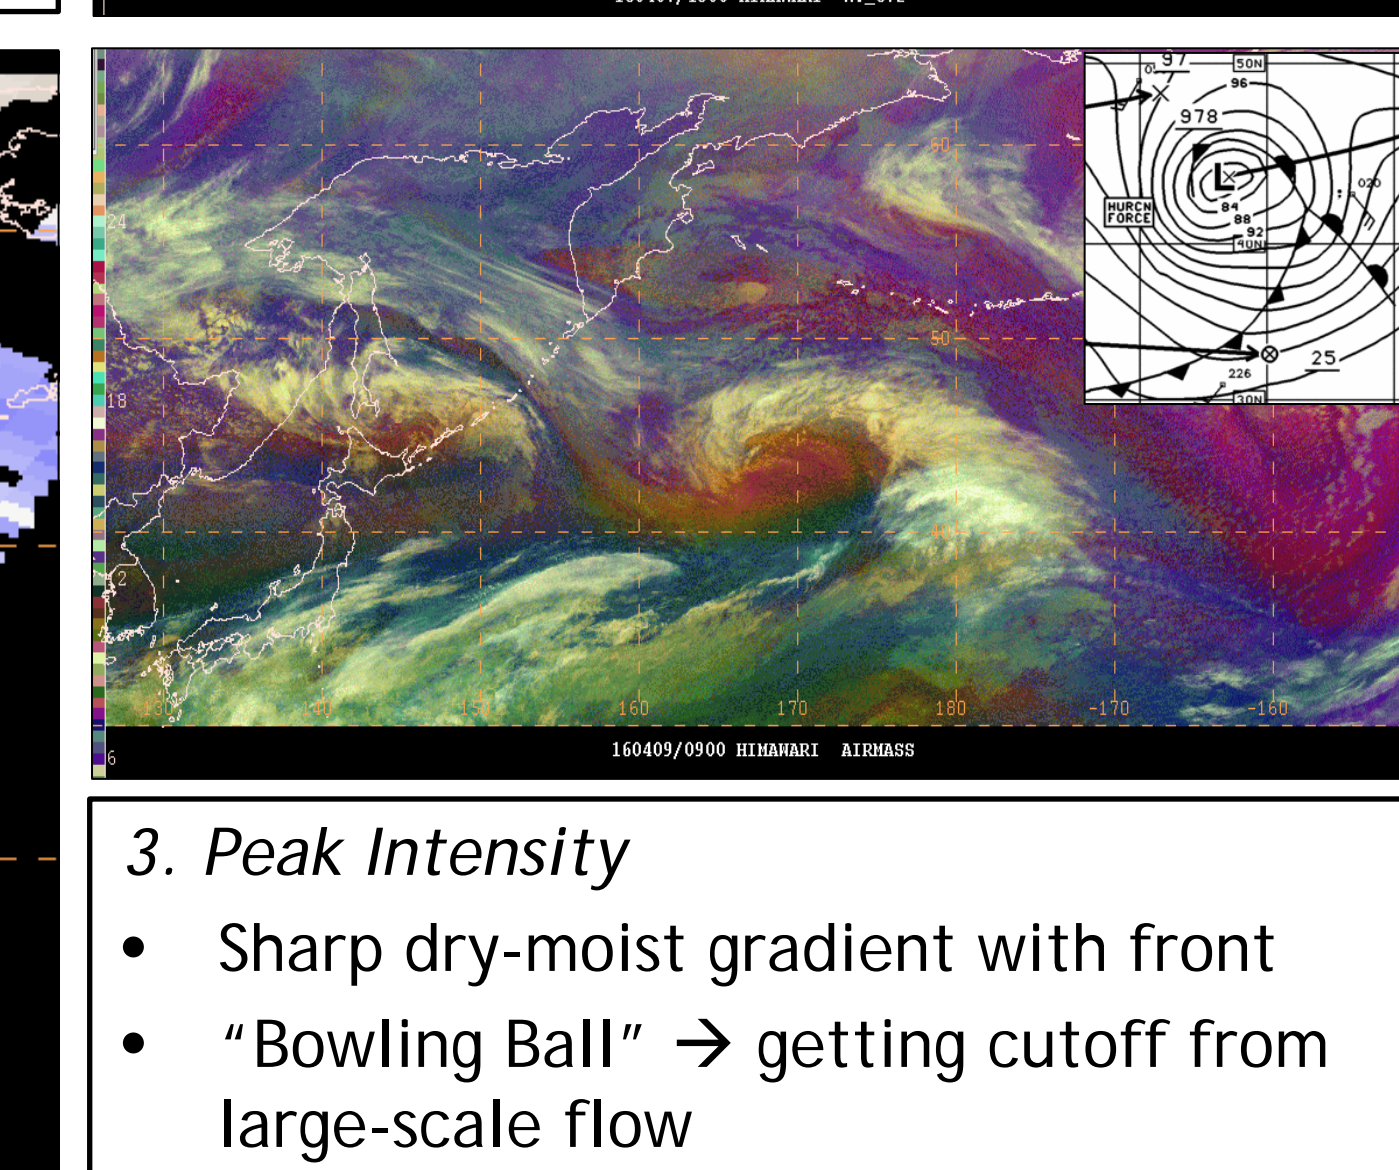 97
50N
96
978
L
020
HURCN
FORCE
84
88
92
40N
25
226
30N
60
50
40
24
18
12
6
130
140
150
160
170
180
-170
-160
160409/0900 HIMAWARI AIRMASS
3. Peak Intensity
• Sharp dry-moist gradient with front
• “Bowling Ball” → getting cutoff from
large-scale flow